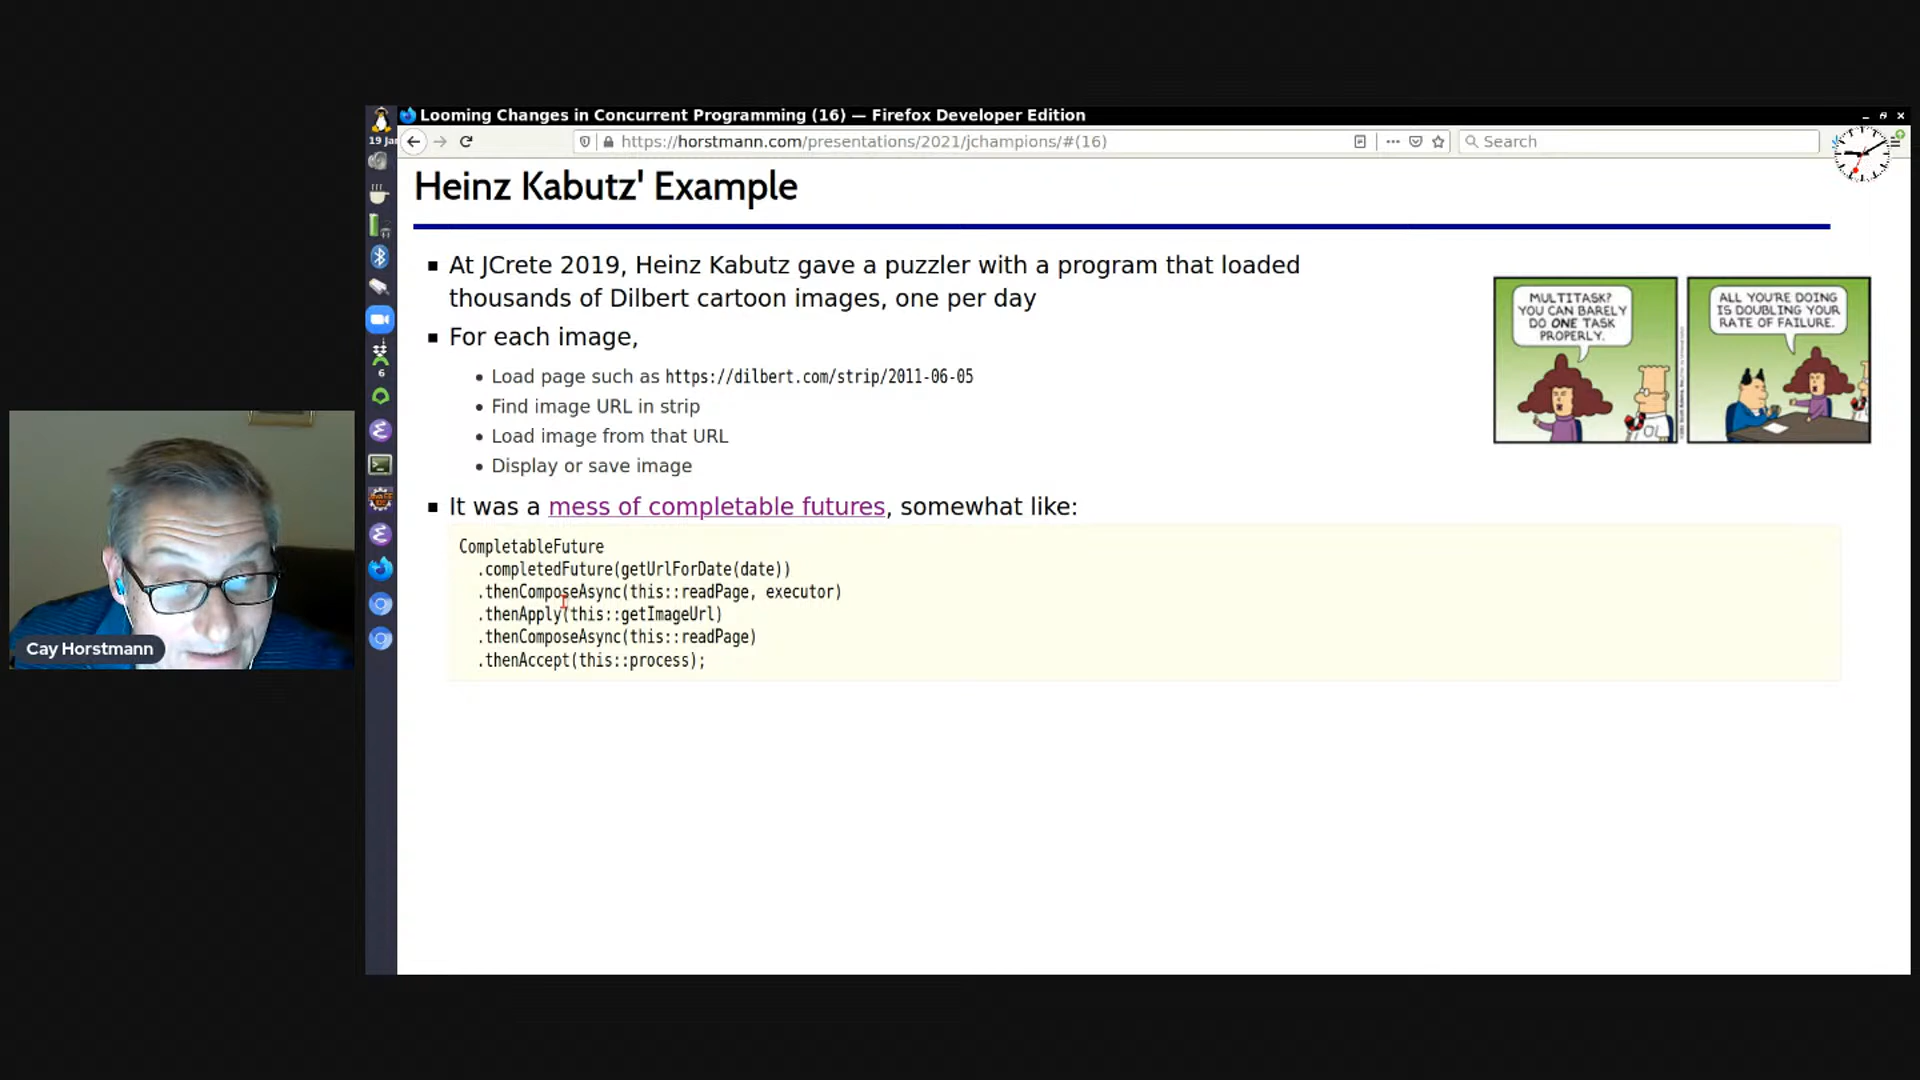 Looming Changes in Concurrent Programming (16) — Firefox Developer Edition
19 Jan
https://horstmann.com/presentations/2021/jchampions/#(16)
Search
Heinz Kabutz' Example
At JCrete 2019, Heinz Kabutz gave a puzzler with a program that loaded
thousands of Dilbert cartoon images, one per day
For each image,
Load page such as https://dilbert.com/strip/2011-06-05
Find image URL in strip
Load image from that URL
Display or save image
MULTITASK?
YOU CAN BARELY
DO ONE TASK
PROPERLY.
ALL YOU'RE DOING
IS DOUBLING YOUR
RATE OF FAILURE.
It was a mess of completable futures, somewhat like:
CompletableFuture
.completedFuture(getUrlForDate(date))
.thenComposeAsync(this::readPage, executor)
.thenApply(this::getImageUrl)
.thenComposeAsync(this::readPage)
.thenAccept(this::process);
6
Cay Horstmann